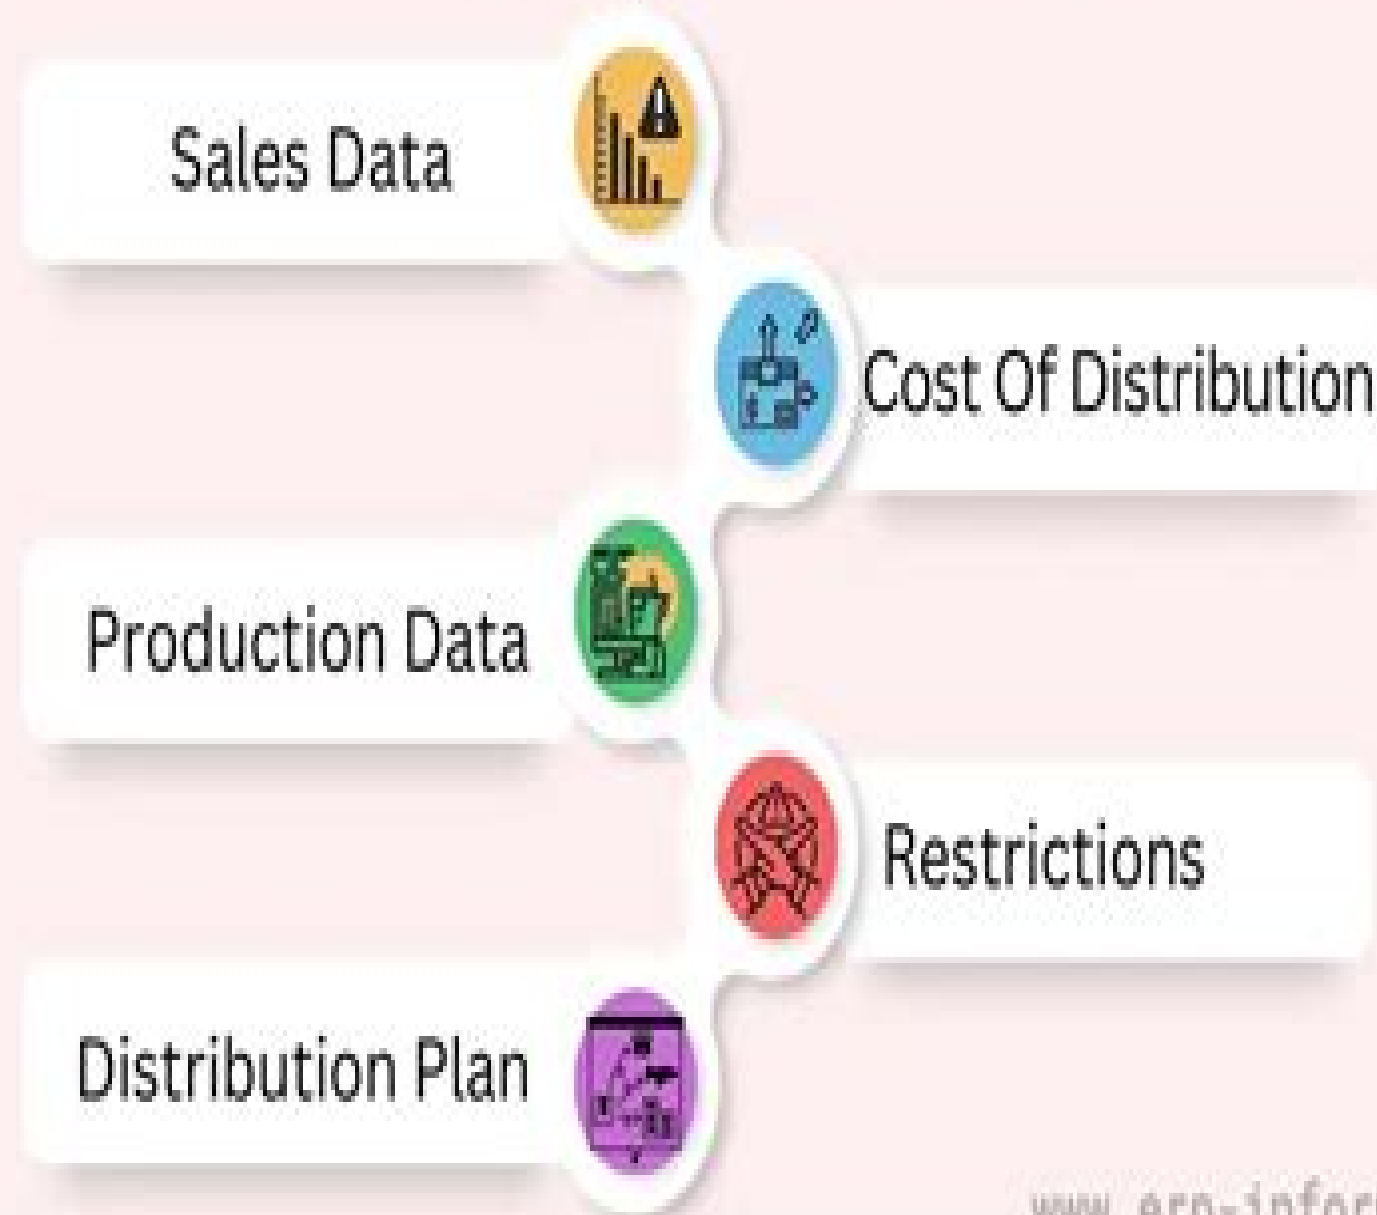 Sales Data
Cost Of Distribution
Production Data
Restrictions
Distribution Plan